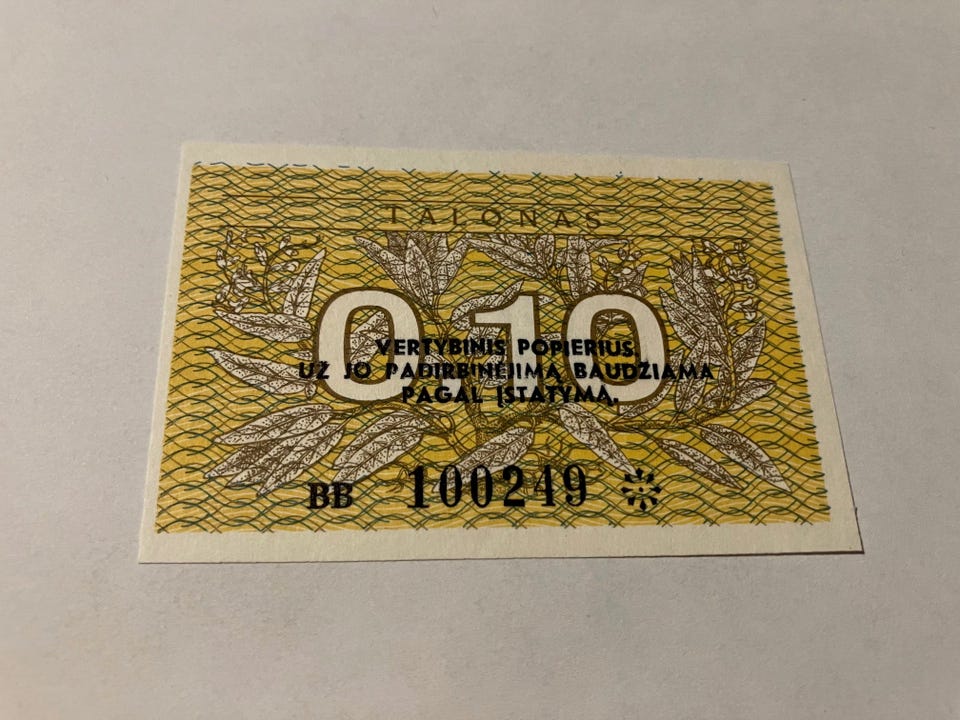 TALONAS
0.10
VERTYBINIS POPIERIUS.
UŽ JO PADIRBINĖJIMĄ BAUDŽIAMA
PAGAL ĮSTATYMĄ.
BB 100249